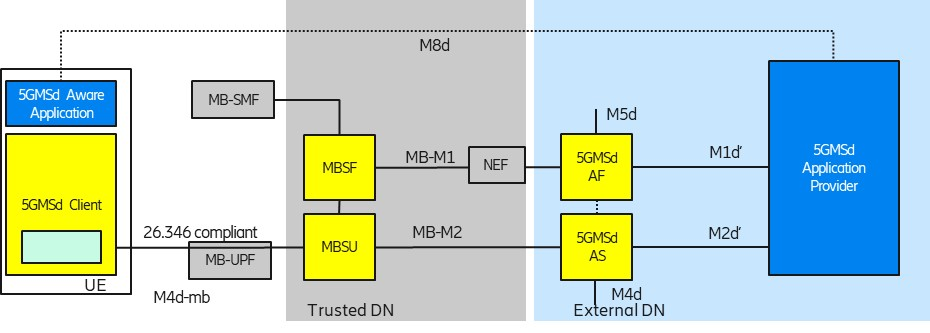 M8d
5GMSd Aware
Application
MB-SMF
M5d
5GMSd
Application
Provider
MBSF
MB-M1
NEF
5GMSd
AF
M1d'
5GMSd Client
26.346 compliant
MB-UPF
MBSU
MB-M2
5GMSd
AS
M2d'
UE
M4d-mb
M4d
Trusted DN
External DN